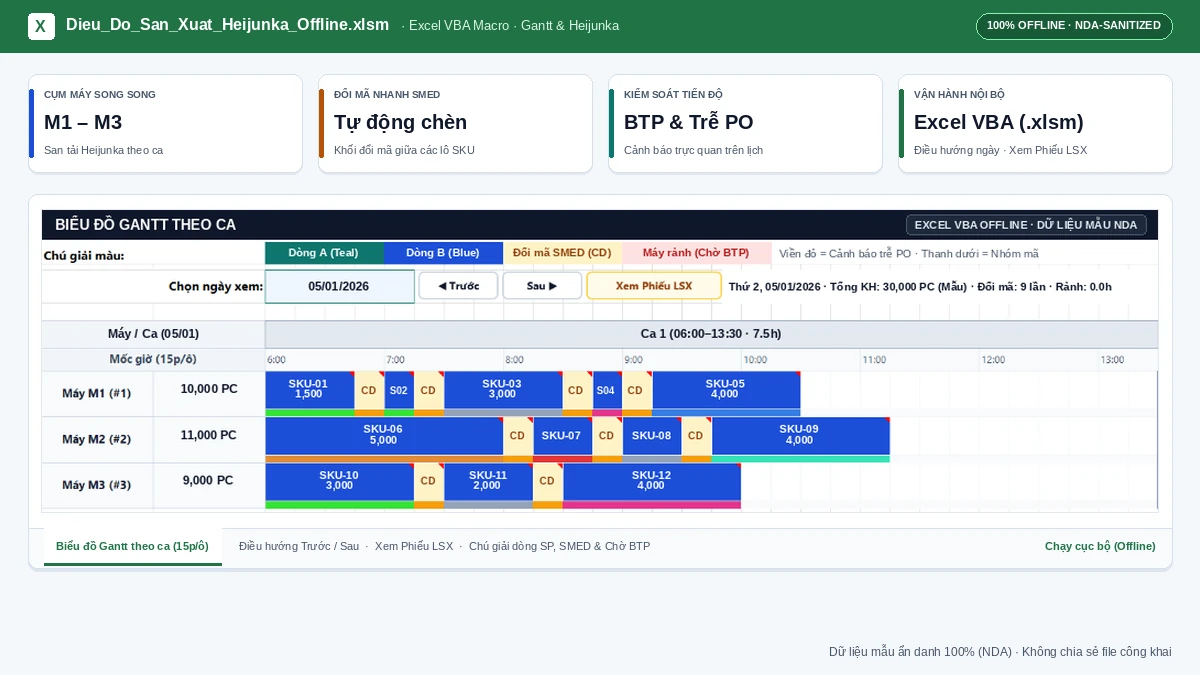 X Dieu_Do_San_Xuat_Heijunka_Offline.xlsm · Excel VBA Macro · Gantt & Heijunka 100% OFFLINE · NDA-SANITIZED
CỤM MÁY SONG SONG
M1 – M3
San tải Heijunka theo ca
ĐỔI MÃ NHANH SMED
Tự động chèn
Khối đổi mã giữa các lô SKU
KIỂM SOÁT TIẾN ĐỘ
BTP & Trễ PO
Cảnh báo trực quan trên lịch
VẬN HÀNH NỘI BỘ
Excel VBA (.xlsm)
Điều hướng ngày · Xem Phiếu LSX
BIỂU ĐỒ GANTT THEO CA EXCEL VBA OFFLINE · DỮ LIỆU MẪU NDA
Chú giải màu: Dòng A (Teal) Dòng B (Blue) Đổi mã SMED (CD) Máy rảnh (Chờ BTP) Viền đỏ = Cảnh báo trễ PO · Thanh dưới = Nhóm mã
Chọn ngày xem: 05/01/2026 ◀ Trước Sau ▶ Xem Phiếu LSX Thứ 2, 05/01/2026 · Tổng KH: 30,000 PC (Mẫu) · Đổi mã: 9 lần · Rảnh: 0.0h
Máy / Ca (05/01) Ca 1 (06:00–13:30 · 7.5h)
Mốc giờ (15p/ô) 6:00 7:00 8:00 9:00 10:00 11:00 12:00 13:00
Máy M1 (#1) 10,000 PC SKU-01 CD S02 CD SKU-03 CD S04 CD SKU-05
1,500 3,000 4,000
Máy M2 (#2) 11,000 PC SKU-06 CD SKU-07 CD SKU-08 CD SKU-09
5,000 4,000
Máy M3 (#3) 9,000 PC SKU-10 CD SKU-11 CD SKU-12
3,000 2,000 4,000
Biểu đồ Gantt theo ca (15p/ô) Điều hướng Trước / Sau · Xem Phiếu LSX · Chú giải dòng SP, SMED & Chờ BTP Chạy cục bộ (Offline)
Dữ liệu mẫu ẩn danh 100% (NDA) · Không chia sẻ file công khai